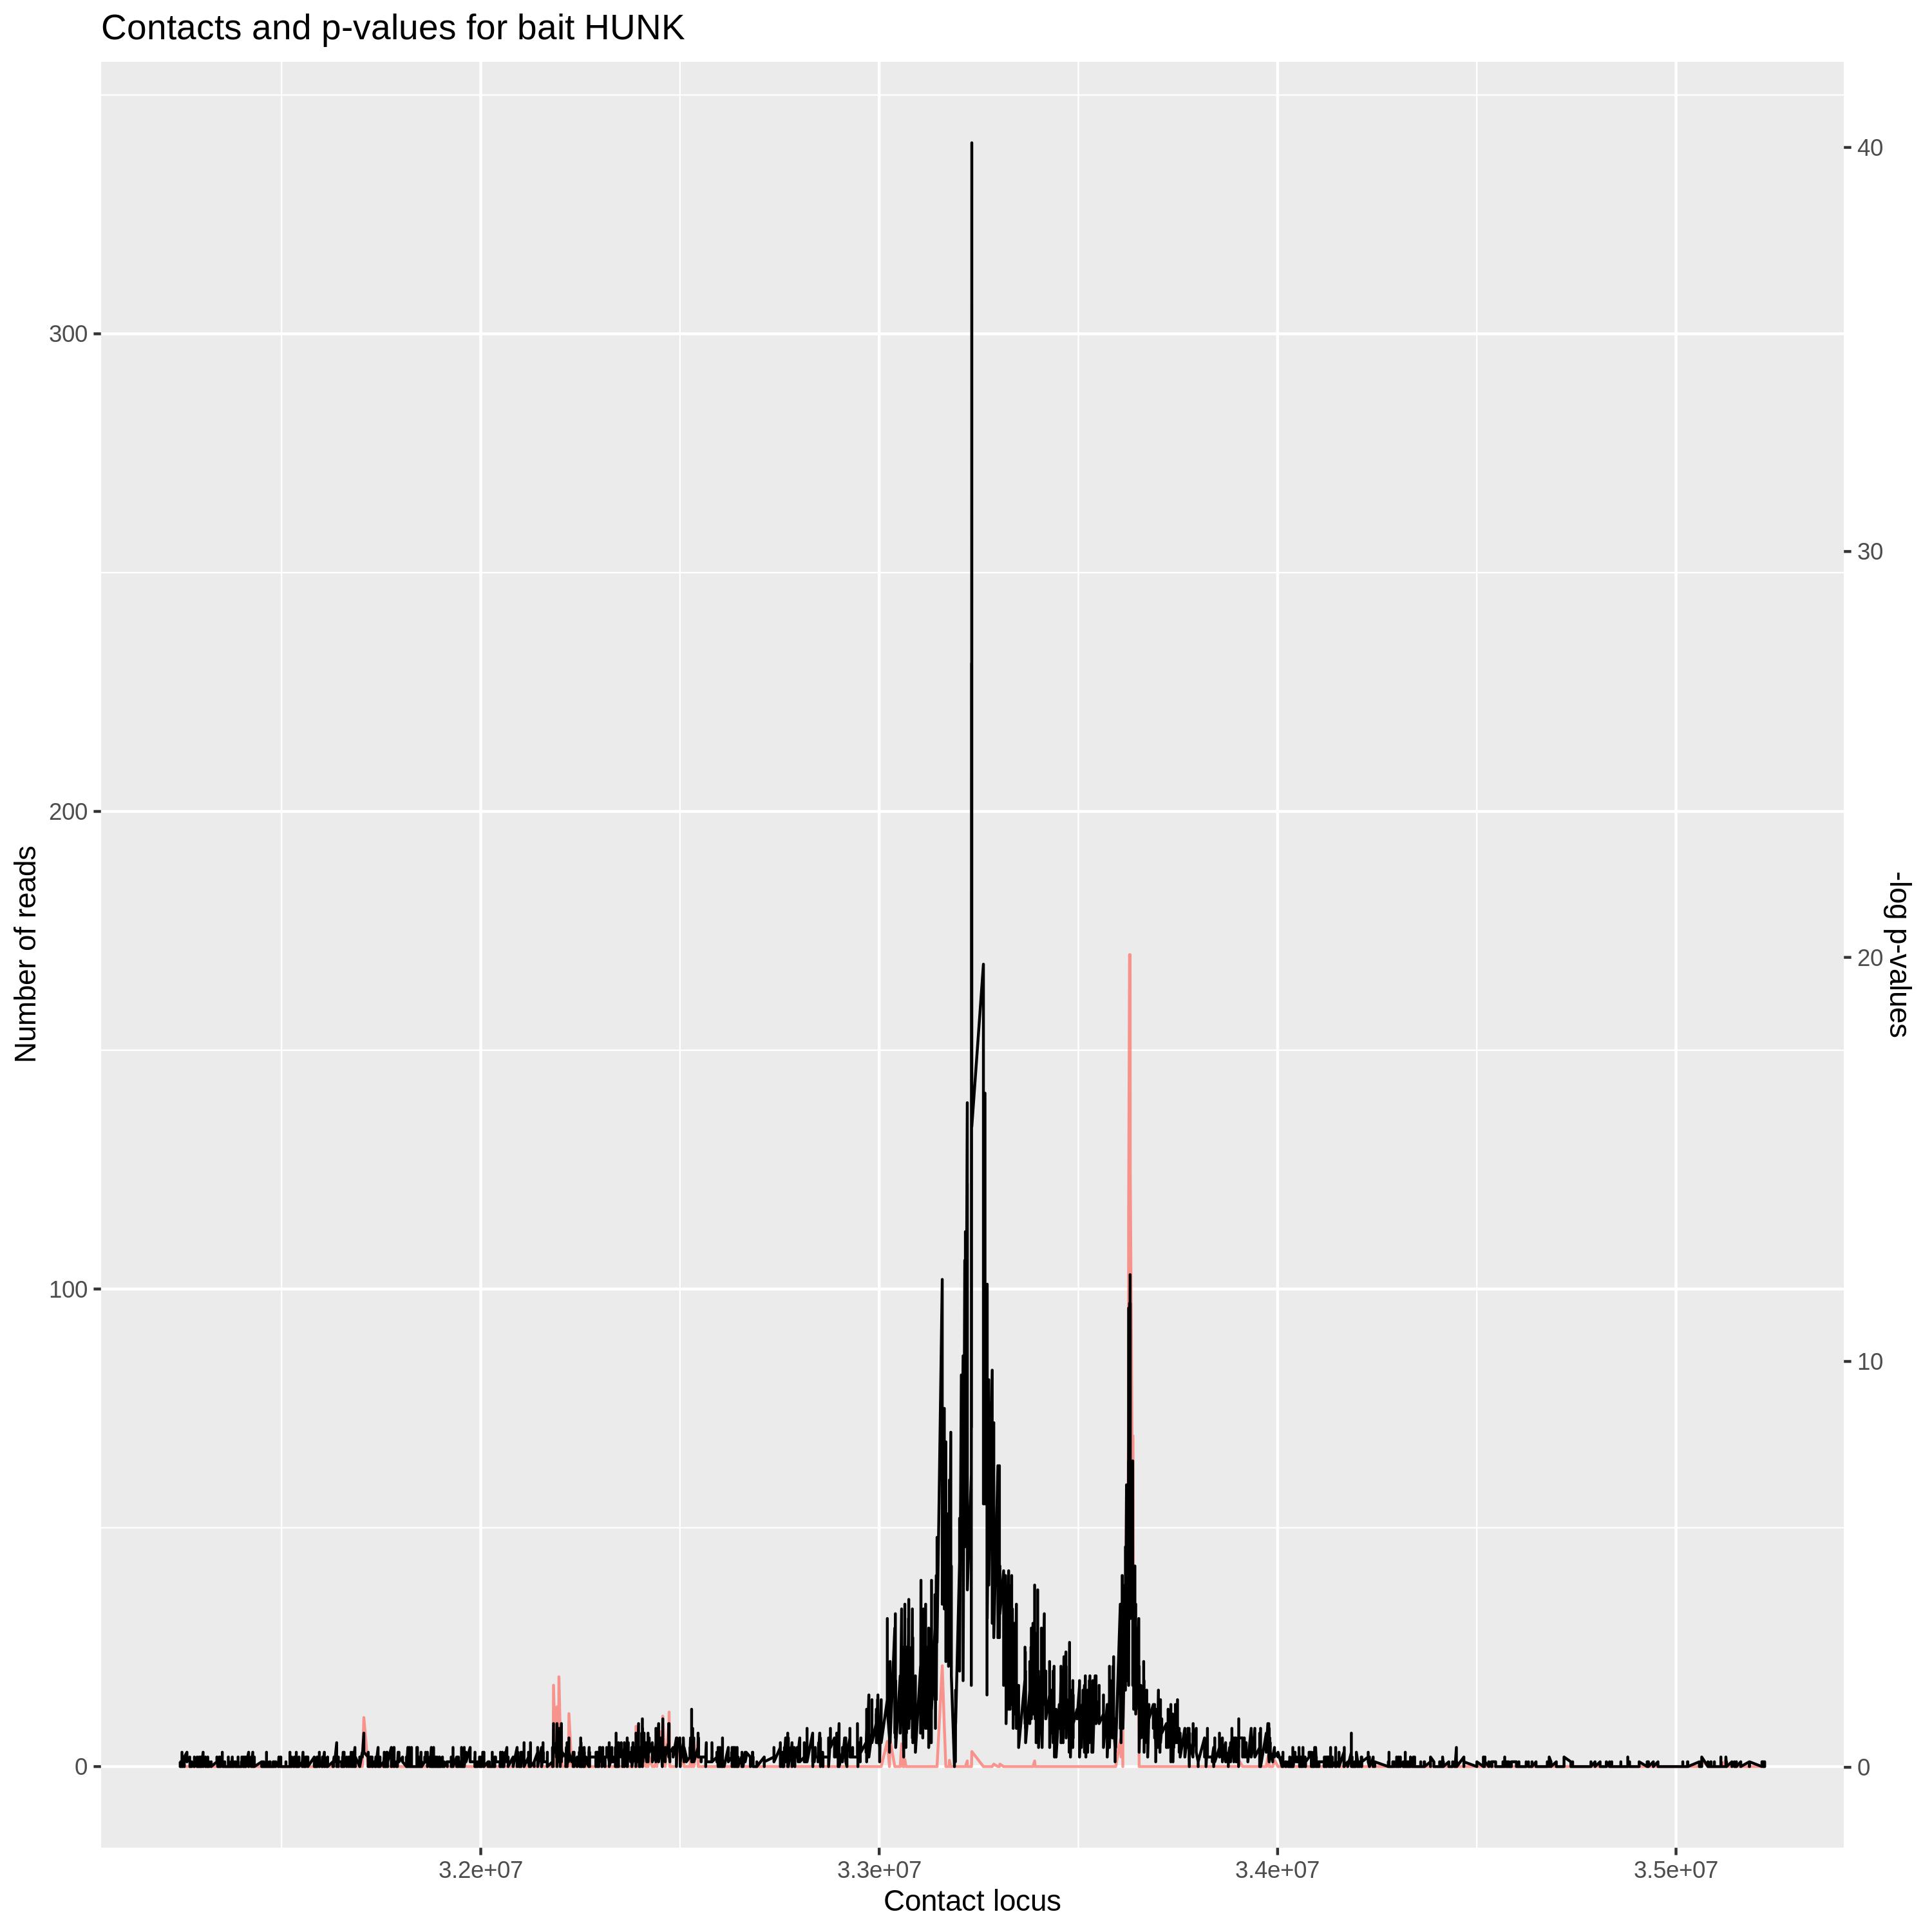 Contacts and p-values for bait HUNK
300
200
100
0
Number of reads
40
30
20
10
0
-log p-values
3.2e+07
3.3e+07
3.4e+07
3.5e+07
Contact locus